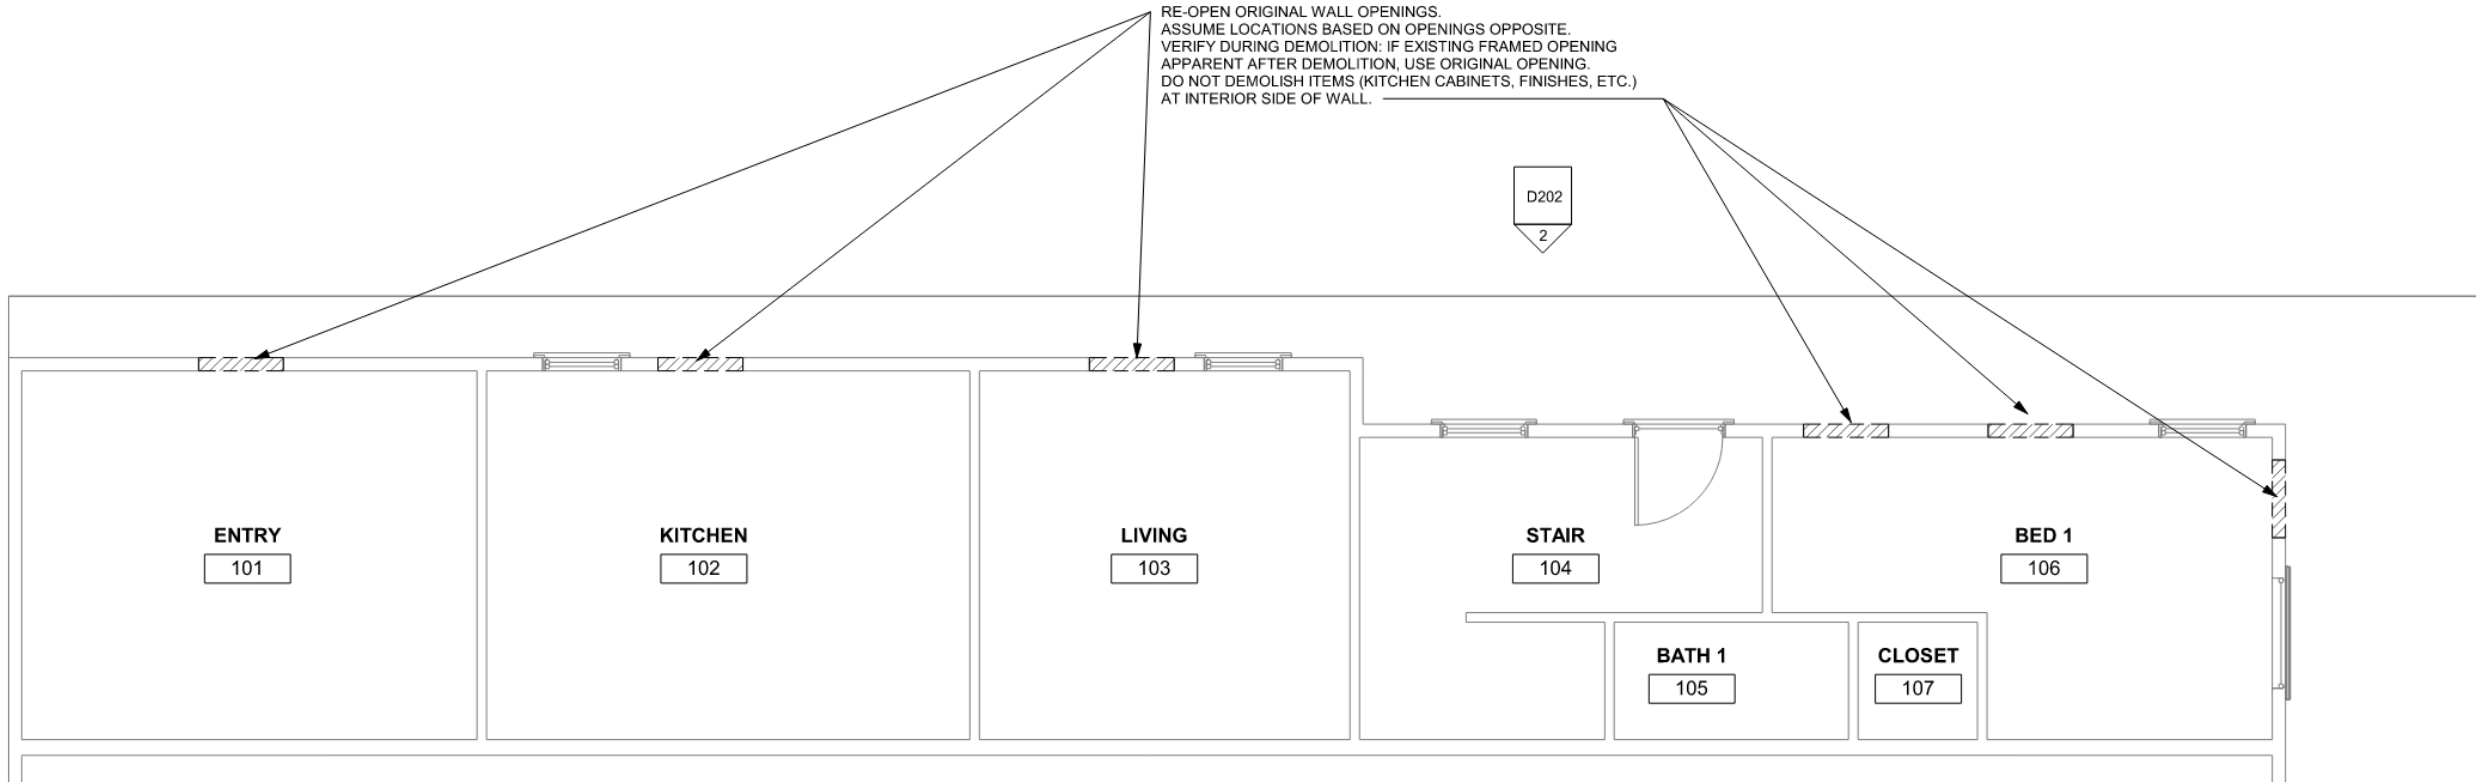 RE-OPEN ORIGINAL WALL OPENINGS.
ASSUME LOCATIONS BASED ON OPENINGS OPPOSITE.
VERIFY DURING DEMOLITION: IF EXISTING FRAMED OPENING
APPARENT AFTER DEMOLITION, USE ORIGINAL OPENING.
DO NOT DEMOLISH ITEMS (KITCHEN CABINETS, FINISHES, ETC.)
AT INTERIOR SIDE OF WALL.
D202
2
ENTRY
101
KITCHEN
102
LIVING
103
STAIR
104
BED 1
106
BATH 1
105
CLOSET
107